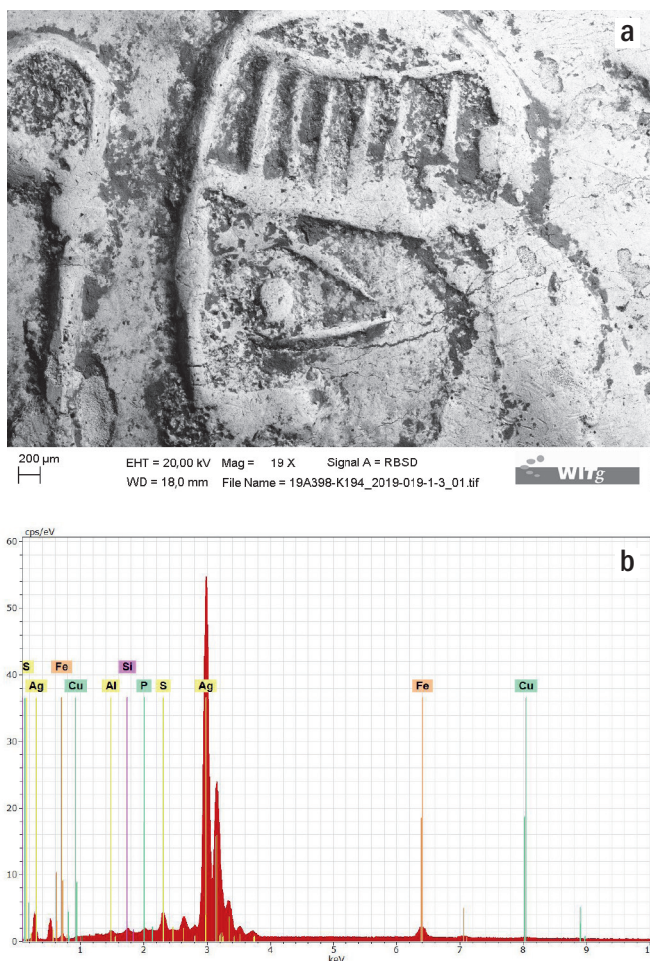 a
200 µm
EHT = 20,00 kV Mag = 19 X Signal A = RBSD
WD = 18,0 mm File Name = 19A398-K194_2019-019-1-3_01.tif
WITg
b
cps/eV
60
50
40
30
20
10
0
S Fe Si
Ag Cu Al P S Ag Fe Cu
1 2 3 4 5 6 7 8 9 10
keV